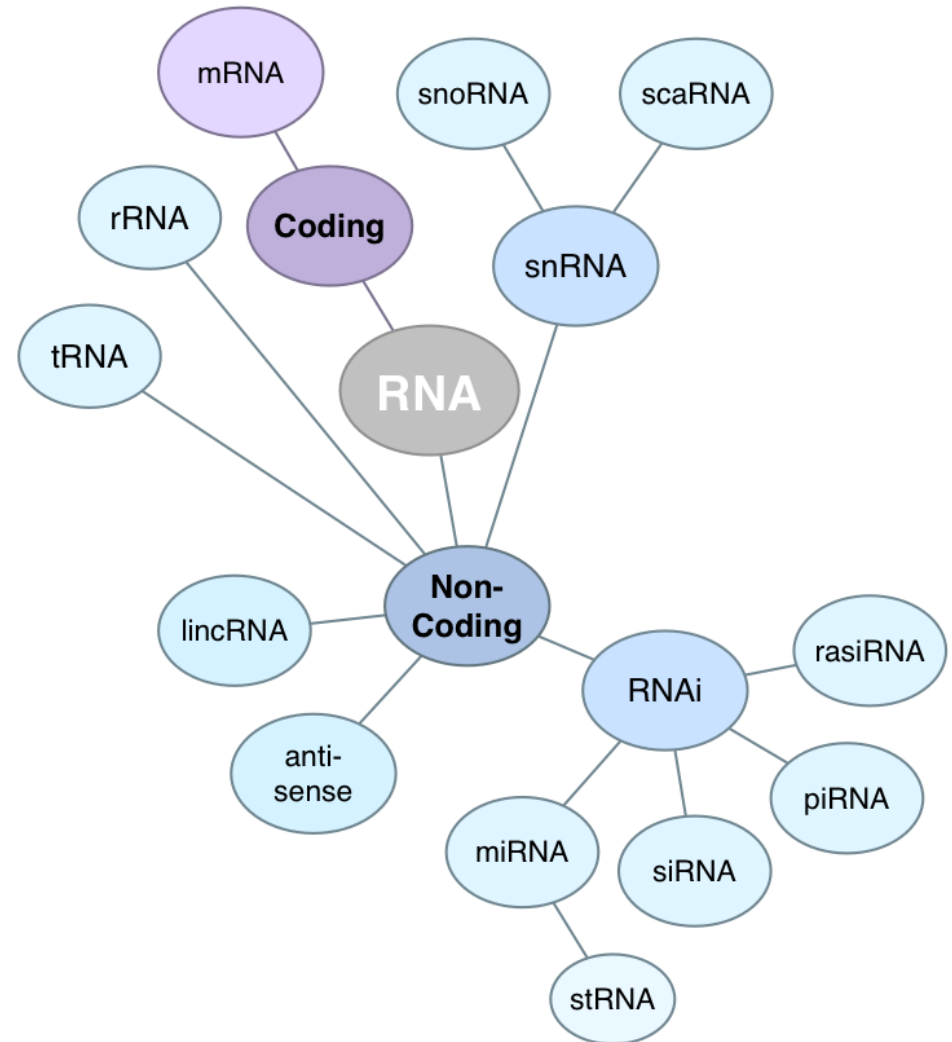 mRNA
snoRNA
scaRNA
rRNA
Coding
snRNA
tRNA
RNA
Non-
Coding
lincRNA
rasiRNA
RNAi
anti-
sense
piRNA
miRNA
siRNA
stRNA